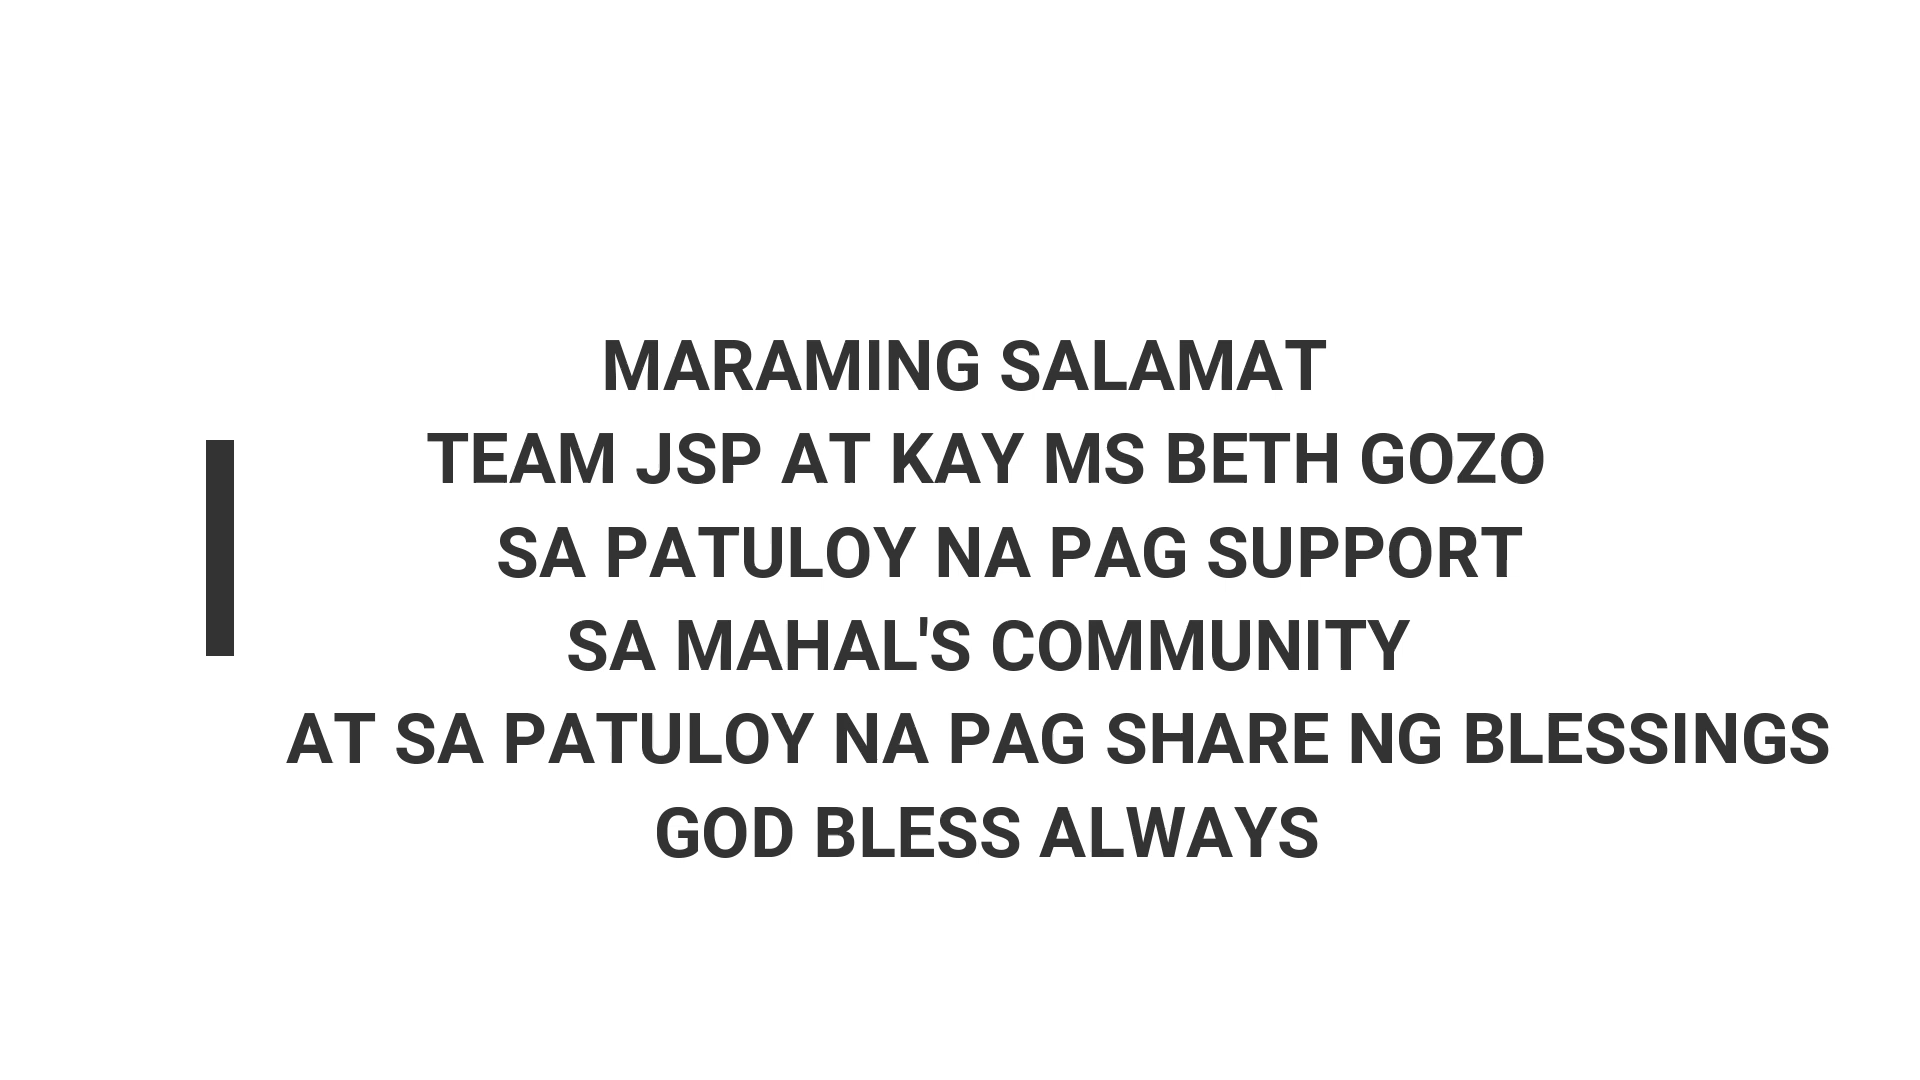 MARAMING SALAMAT
TEAM JSP AT KAY MS BETH GOZO
SA PATULOY NA PAG SUPPORT
SA MAHAL'S COMMUNITY
AT SA PATULOY NA PAG SHARE NG BLESSINGS
GOD BLESS ALWAYS